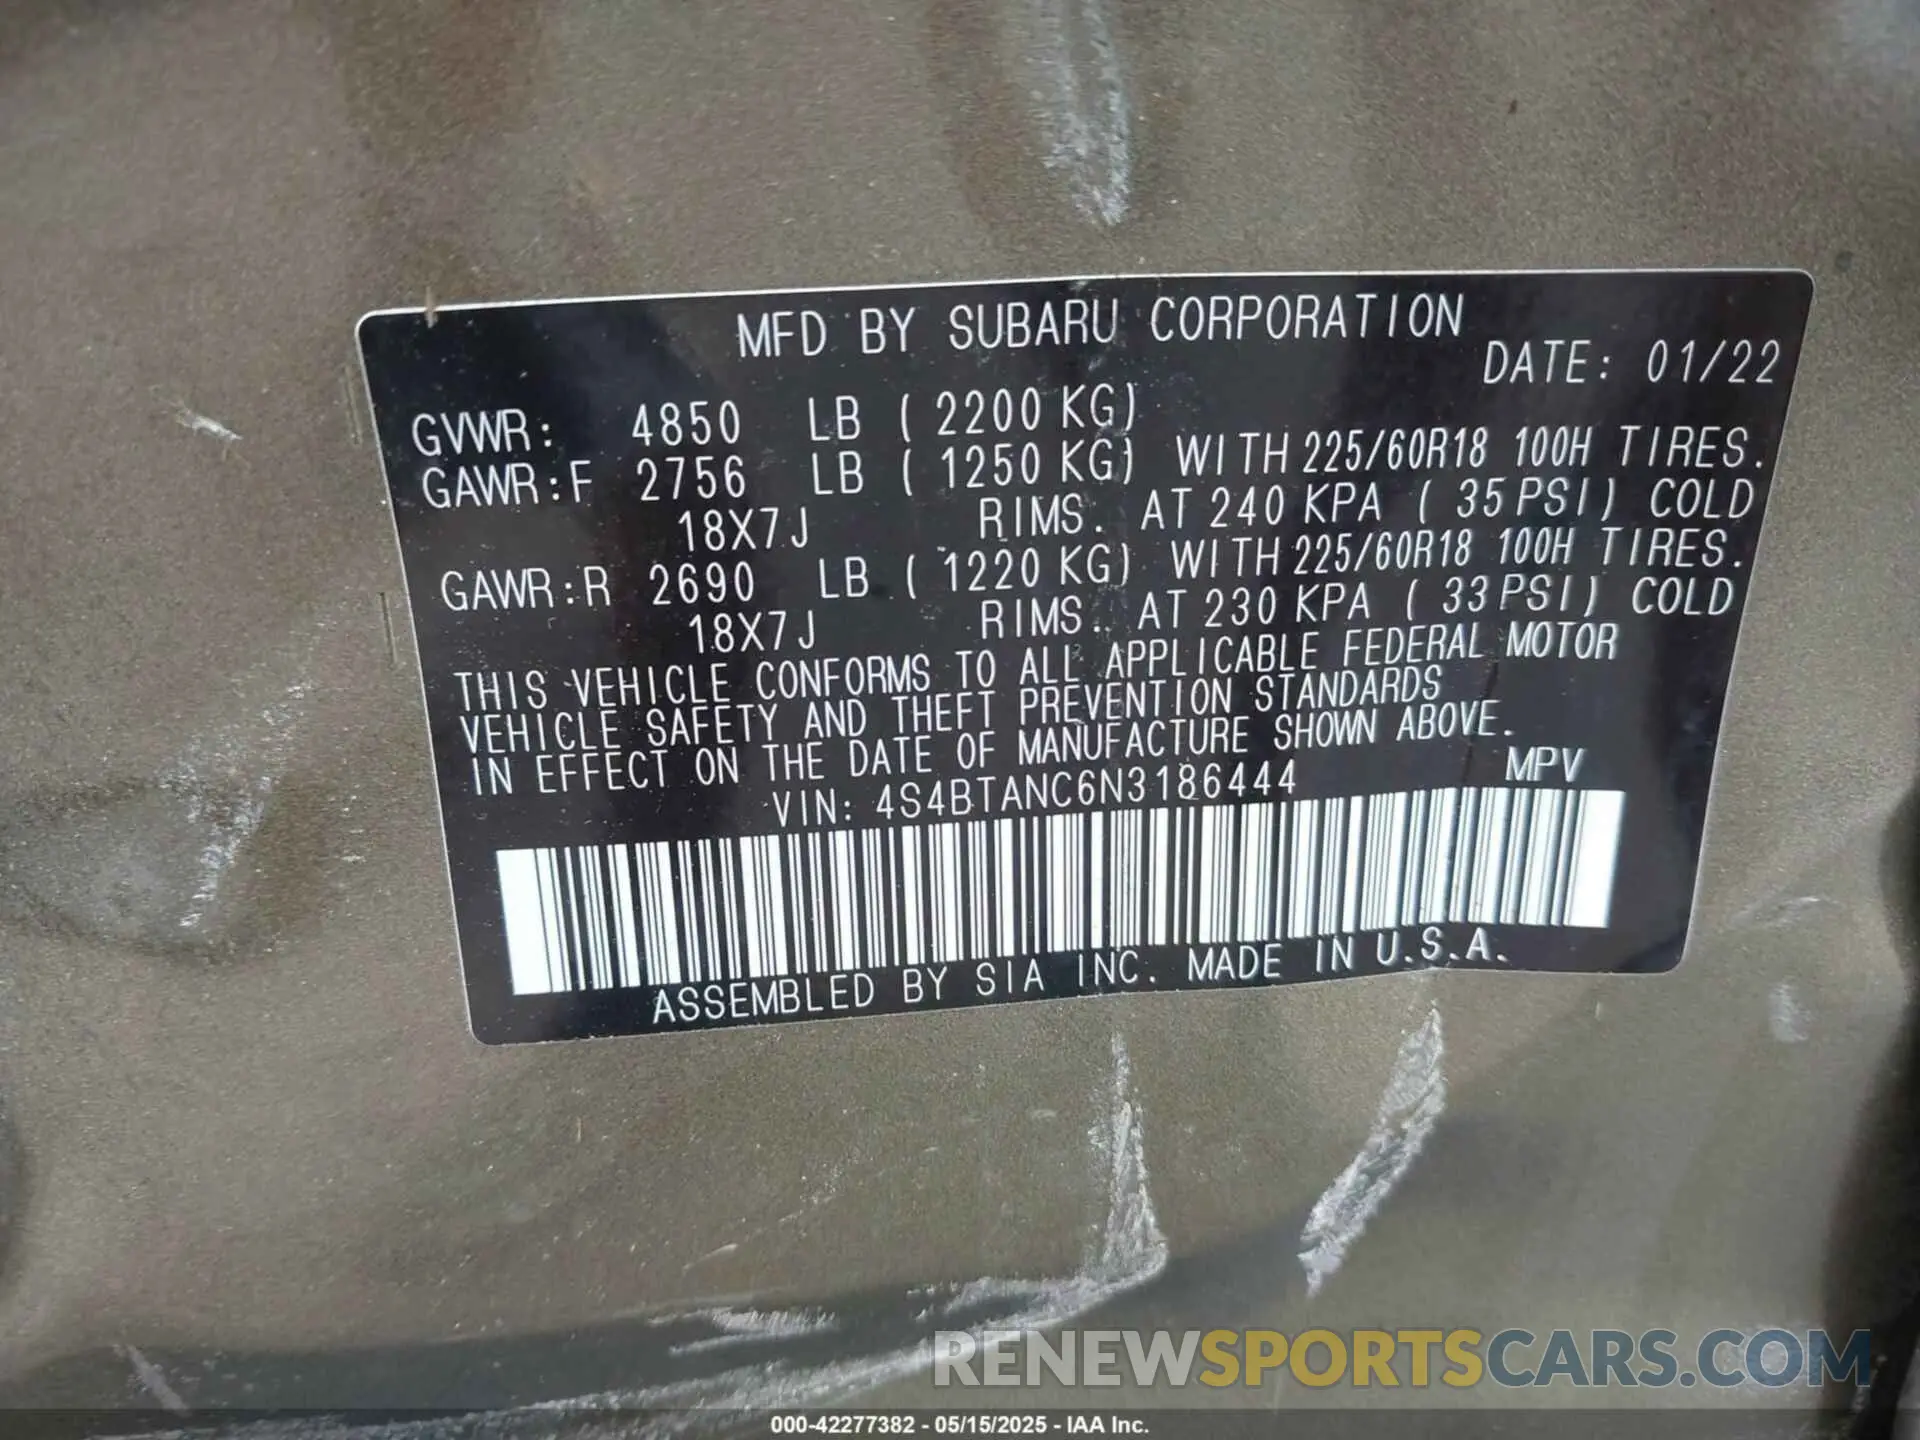 MFD BY SUBARU CORPORATION
DATE: 01/22
GVWR: 4850 LB ( 2200 KG)
GAWR:F 2756 LB ( 1250 KG) WITH 225/60R18 100H TIRES.
18X7J RIMS. AT 240 KPA ( 35 PSI) COLD
GAWR:R 2690 LB ( 1220 KG) WITH 225/60R18 100H TIRES.
18X7J RIMS. AT 230 KPA ( 33 PSI) COLD
THIS VEHICLE CONFORMS TO ALL APPLICABLE FEDERAL MOTOR
VEHICLE SAFETY AND THEFT PREVENTION STANDARDS
IN EFFECT ON THE DATE OF MANUFACTURE SHOWN ABOVE.
VIN: 4S4BTANC6N3186444 MPV
ASSEMBLED BY SIA INC. MADE IN U.S.A.
RENEWSPORTSCARS.COM
000-42277382 - 05/15/2025 - IAA Inc.